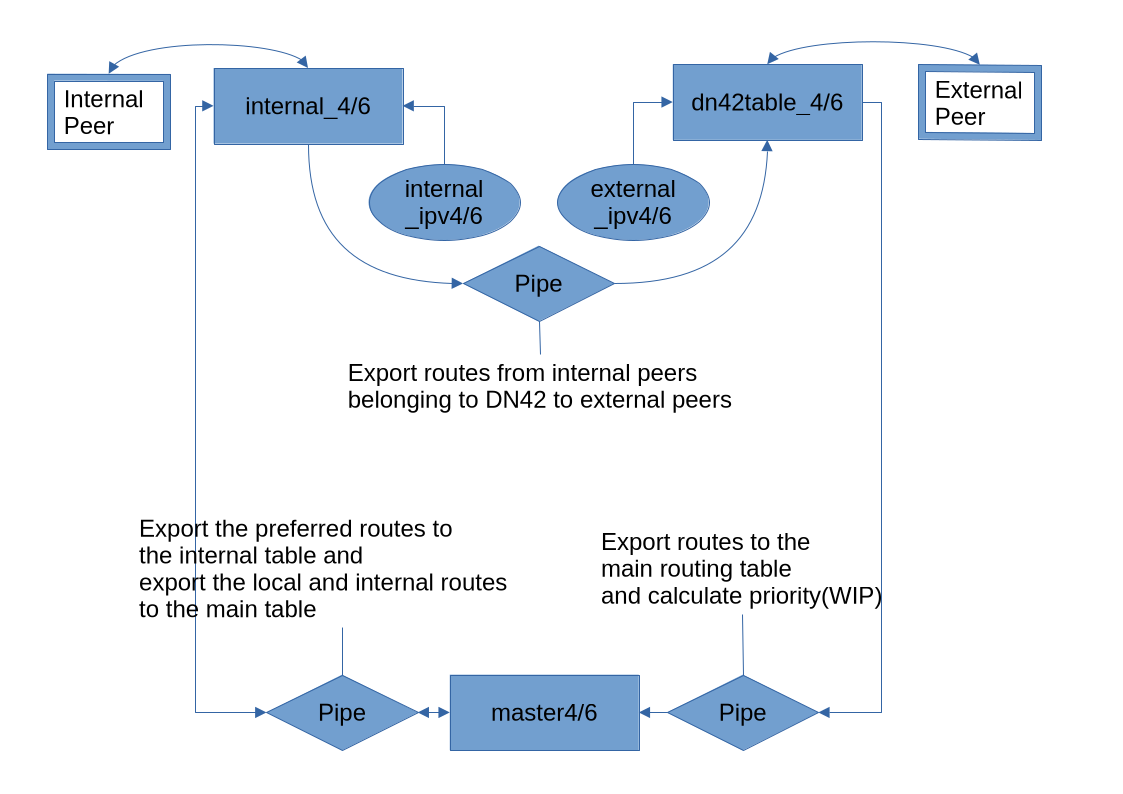 Internal
Peer
internal_4/6
dn42table_4/6
External
Peer
internal
_ipv4/6
external
_ipv4/6
Pipe
Export routes from internal peers
belonging to DN42 to external peers
Export the preferred routes to
the internal table and
export the local and internal routes
to the main table
Export routes to the
main routing table
and calculate priority(WIP)
Pipe
master4/6
Pipe